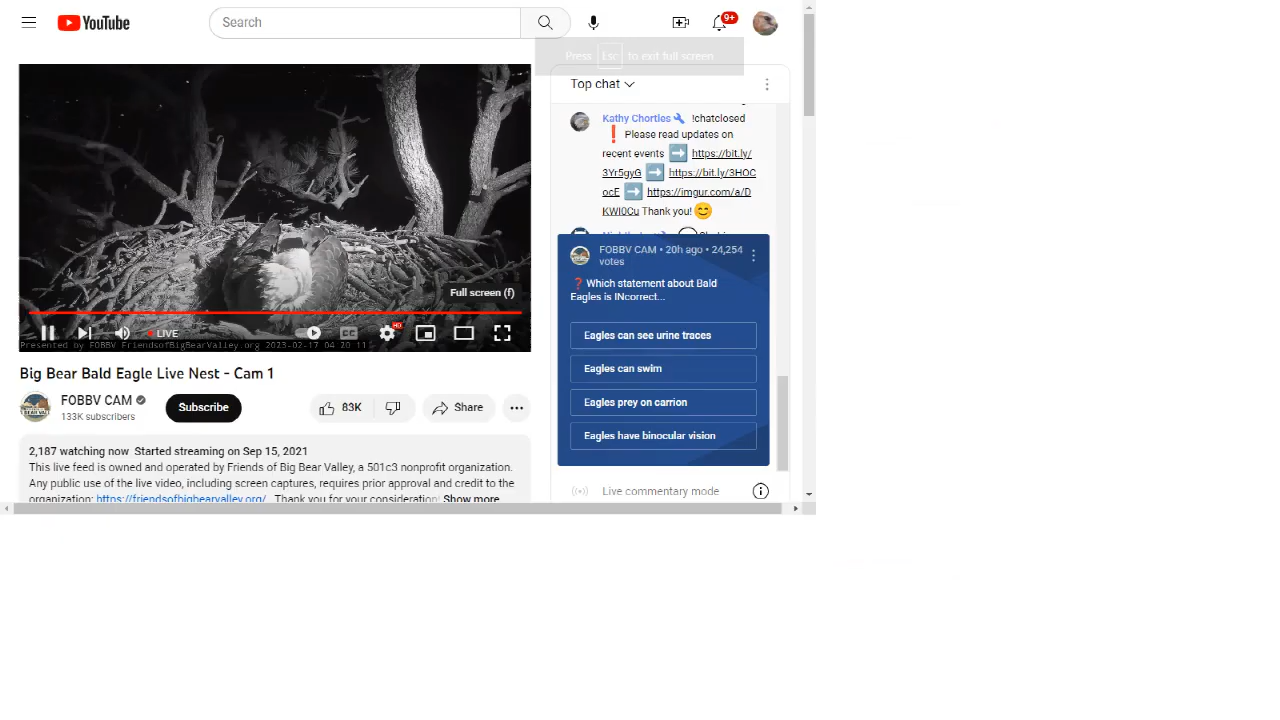 YouTube
Search
9+
Press Esc to exit full screen
Top chat
Kathy Chortles !chatclosed
❗ Please read updates on
recent events ➡️ https://bit.ly/
3Yr5gyG ➡️ https://bit.ly/3HOC
ocF ➡️ https://imgur.com/a/D
KWI0Cu Thank you! 😊
FOBBV CAM • 20h ago • 24,254
votes
❓Which statement about Bald
Eagles is INcorrect...
Eagles can see urine traces
Eagles can swim
Eagles prey on carrion
Eagles have binocular vision
Live commentary mode
Full screen (f)
LIVE
CC
HD
Presented by FOBBV FriendsofBigBearValley.org 2023-02-17 04 20 11
Big Bear Bald Eagle Live Nest - Cam 1
FOBBV CAM
133K subscribers
Subscribe
83K
Share
2,187 watching now Started streaming on Sep 15, 2021
This live feed is owned and operated by Friends of Big Bear Valley, a 501c3 nonprofit organization.
Any public use of the live video, including screen captures, requires prior approval and credit to the
organization: https://friendsofbigbearvalley.org/ . Thank you for your consideration! Show more